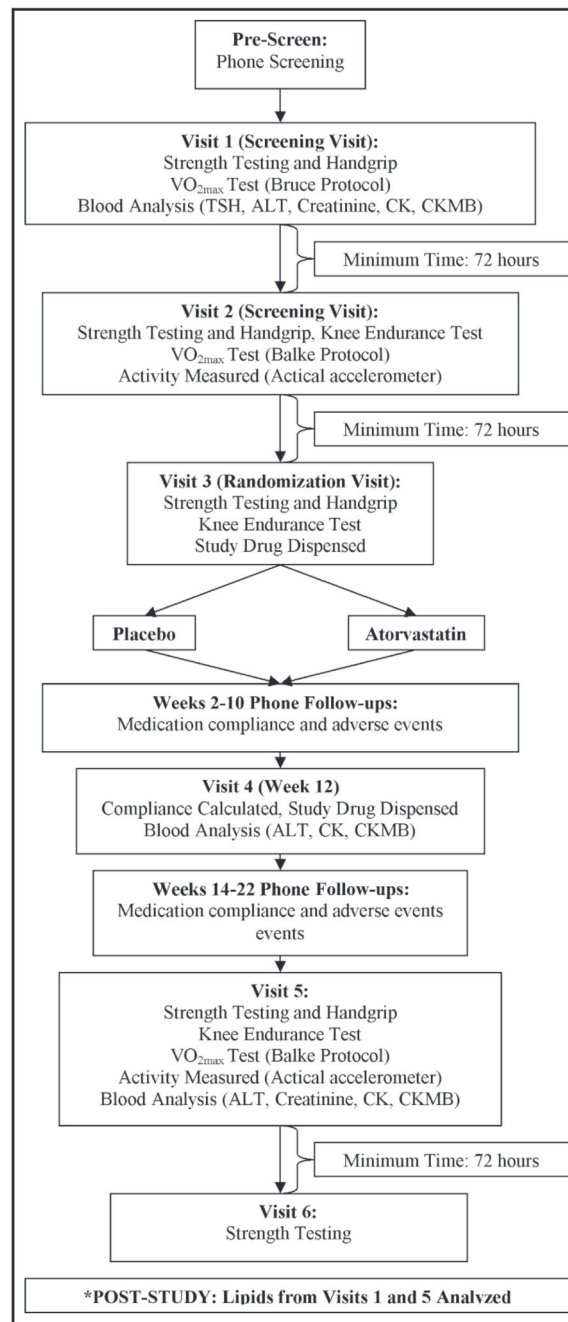 Pre-Screen:
Phone Screening
Visit 1 (Screening Visit):
Strength Testing and Handgrip
VO2max Test (Bruce Protocol)
Blood Analysis (TSH, ALT, Creatinine, CK, CKMB)
Minimum Time: 72 hours
Visit 2 (Screening Visit):
Strength Testing and Handgrip, Knee Endurance Test
VO2max Test (Balke Protocol)
Activity Measured (Actical accelerometer)
Minimum Time: 72 hours
Visit 3 (Randomization Visit):
Strength Testing and Handgrip
Knee Endurance Test
Study Drug Dispensed
Placebo
Atorvastatin
Weeks 2-10 Phone Follow-ups:
Medication compliance and adverse events
Visit 4 (Week 12)
Compliance Calculated, Study Drug Dispensed
Blood Analysis (ALT, CK, CKMB)
Weeks 14-22 Phone Follow-ups:
Medication compliance and adverse events
events
Visit 5:
Strength Testing and Handgrip
Knee Endurance Test
VO2max Test (Balke Protocol)
Activity Measured (Actical accelerometer)
Blood Analysis (ALT, Creatinine, CK, CKMB)
Minimum Time: 72 hours
Visit 6:
Strength Testing
*POST-STUDY: Lipids from Visits 1 and 5 Analyzed